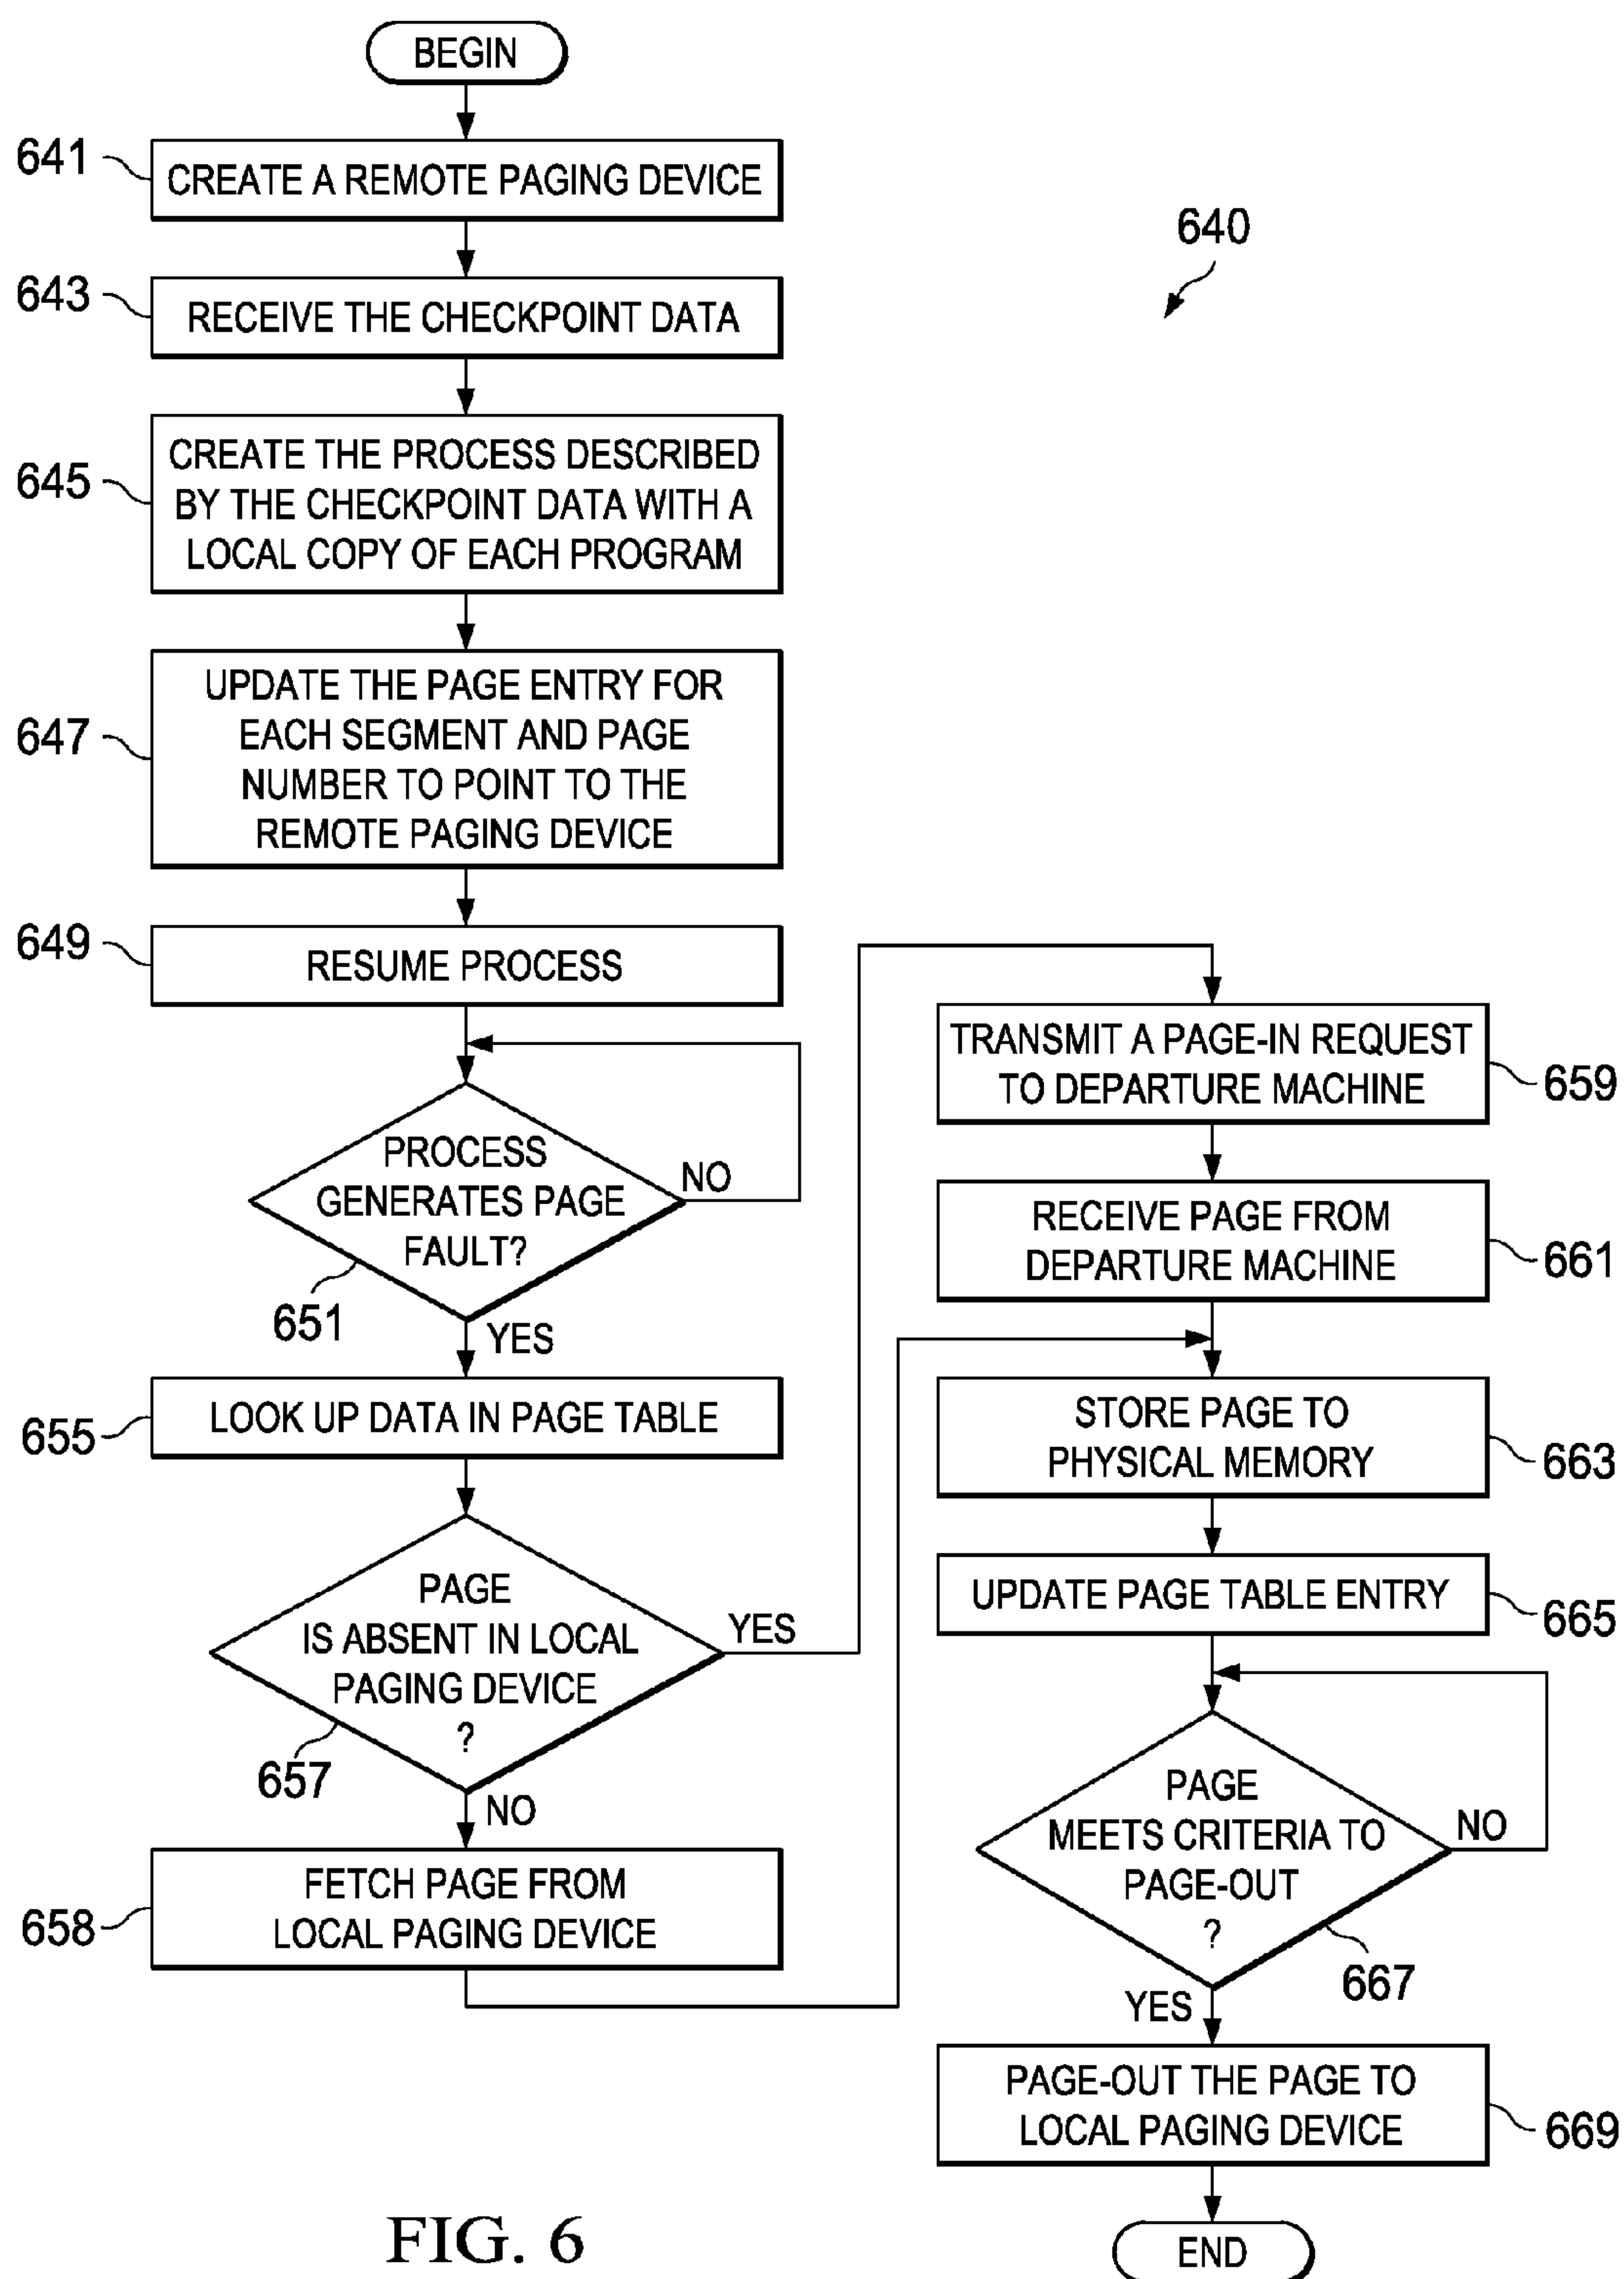 BEGIN
641
CREATE A REMOTE PAGING DEVICE
640
643
RECEIVE THE CHECKPOINT DATA
645
CREATE THE PROCESS DESCRIBED
BY THE CHECKPOINT DATA WITH A
LOCAL COPY OF EACH PROGRAM
647
UPDATE THE PAGE ENTRY FOR
EACH SEGMENT AND PAGE
NUMBER TO POINT TO THE
REMOTE PAGING DEVICE
649
RESUME PROCESS
PROCESS
GENERATES PAGE
FAULT?
NO
651
YES
655
LOOK UP DATA IN PAGE TABLE
PAGE
IS ABSENT IN LOCAL
PAGING DEVICE
?
YES
657
NO
658
FETCH PAGE FROM
LOCAL PAGING DEVICE
TRANSMIT A PAGE-IN REQUEST
TO DEPARTURE MACHINE
659
RECEIVE PAGE FROM
DEPARTURE MACHINE
661
STORE PAGE TO
PHYSICAL MEMORY
663
UPDATE PAGE TABLE ENTRY
665
PAGE
MEETS CRITERIA TO
PAGE-OUT
?
NO
667
YES
PAGE-OUT THE PAGE TO
LOCAL PAGING DEVICE
669
END
FIG. 6